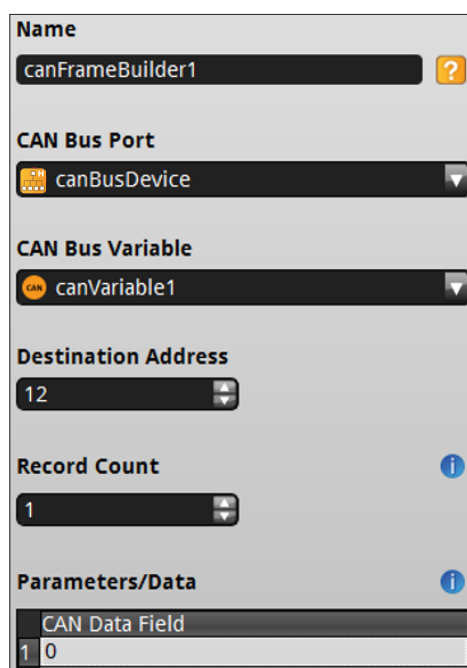 Name
canFrameBuilder1
?
CAN Bus Port
canBusDevice
CAN Bus Variable
CAN canVariable1
Destination Address
12
Record Count
i
1
Parameters/Data
i
CAN Data Field
1 0